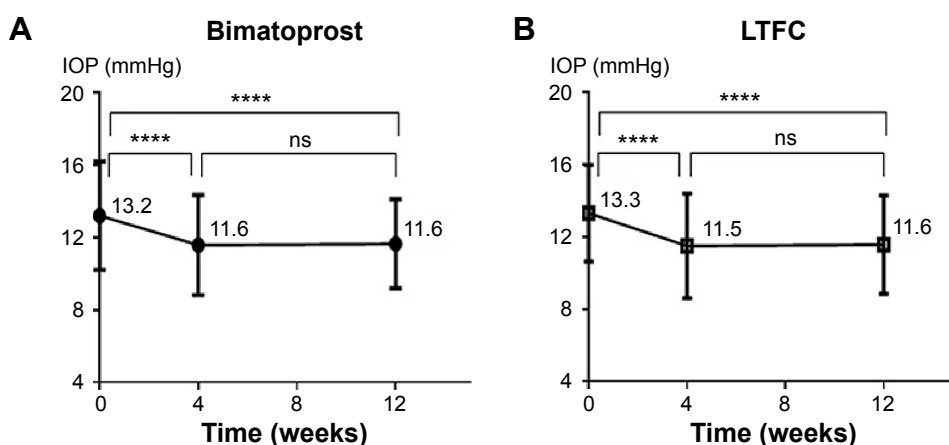 A Bimatoprost
IOP (mmHg)
20
****
**** ns
16
13.2
11.6 11.6
12
8
4
0 4 8 12
Time (weeks)
B LTFC
IOP (mmHg)
20
****
**** ns
16
13.3
11.5 11.6
12
8
4
0 4 8 12
Time (weeks)